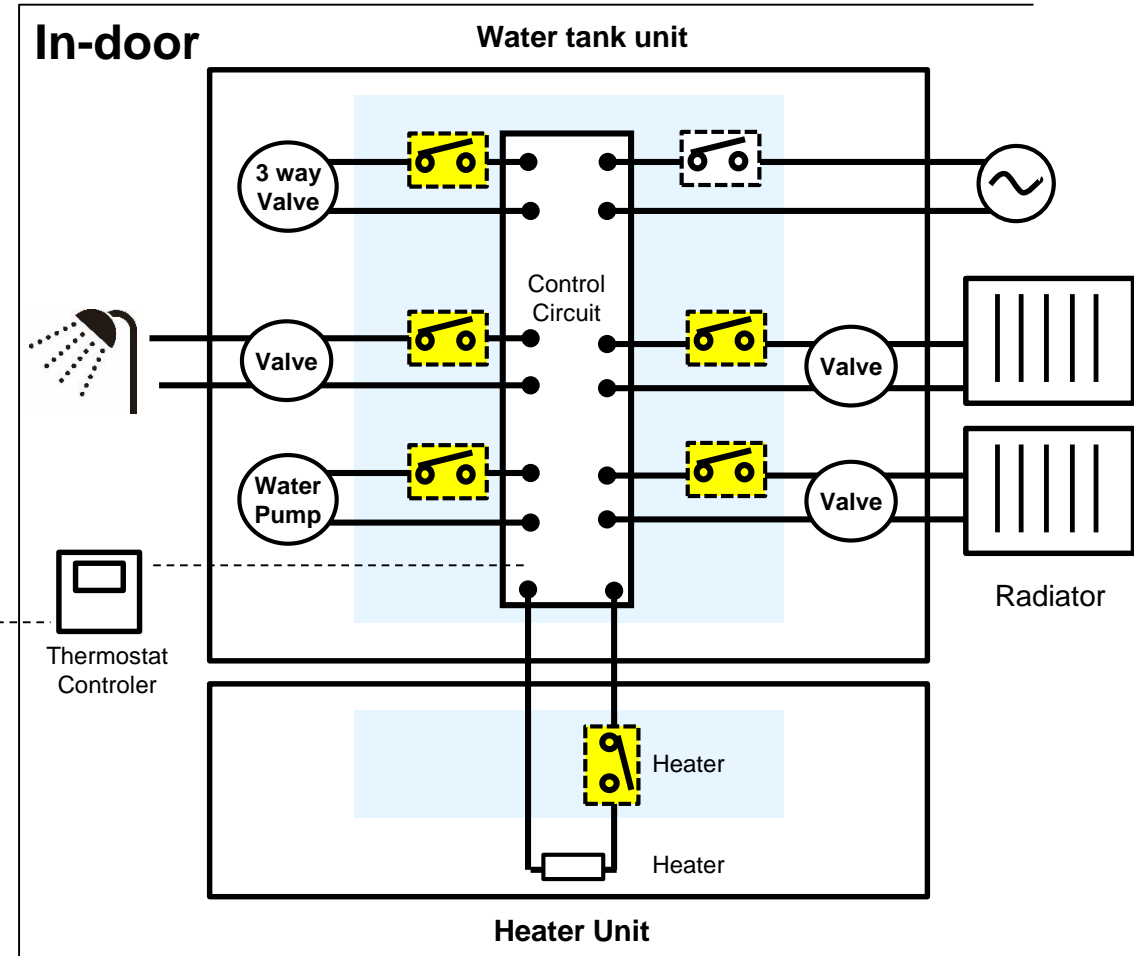 In-door
Water tank unit
3 way
Valve
Control
Circuit
Valve
Valve
Water
Pump
Valve
Radiator
Thermostat
Controler
Heater
Heater
Heater Unit